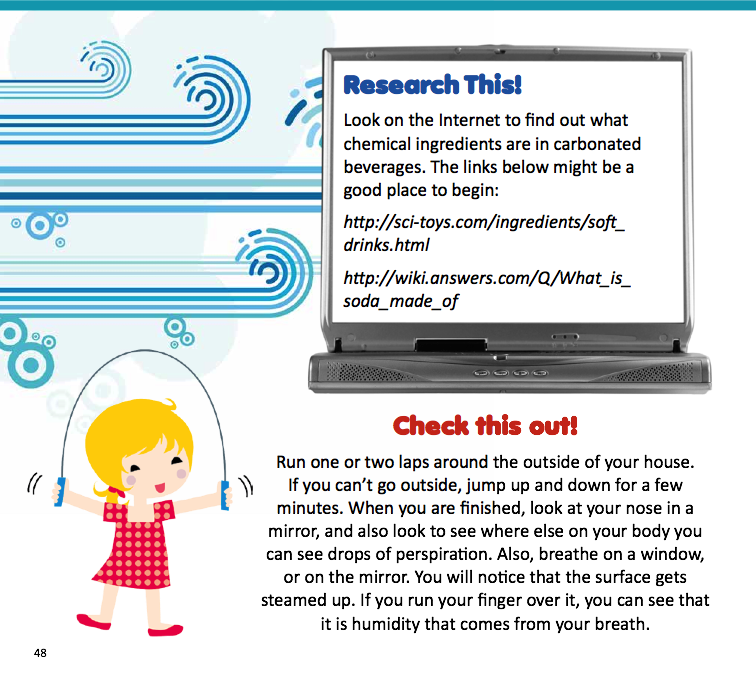 Research This!
Look on the Internet to find out what
chemical ingredients are in carbonated
beverages. The links below might be a
good place to begin:
http://sci-toys.com/ingredients/soft_
drinks.html
http://wiki.answers.com/Q/What_is_
soda_made_of
Check this out!
Run one or two laps around the outside of your house.
If you can't go outside, jump up and down for a few
minutes. When you are finished, look at your nose in a
mirror, and also look to see where else on your body you
can see drops of perspiration. Also, breathe on a window,
or on the mirror. You will notice that the surface gets
steamed up. If you run your finger over it, you can see that
it is humidity that comes from your breath.
48